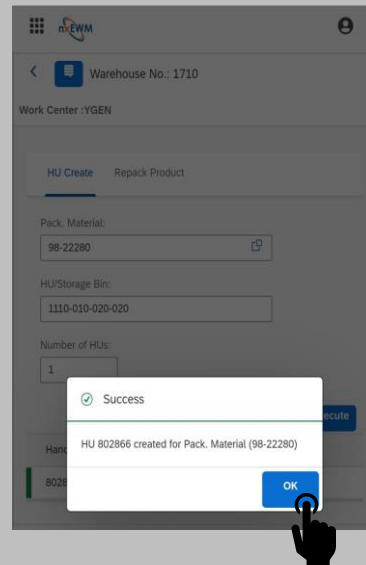 nxEWM
Warehouse No.: 1710
Work Center :YGEN
HU Create Repack Product
Pack. Material:
98-22280
HU/Storage Bin:
1110-010-020-020
Number of HUs:
1
Success
HU 802866 created for Pack. Material (98-22280)
OK